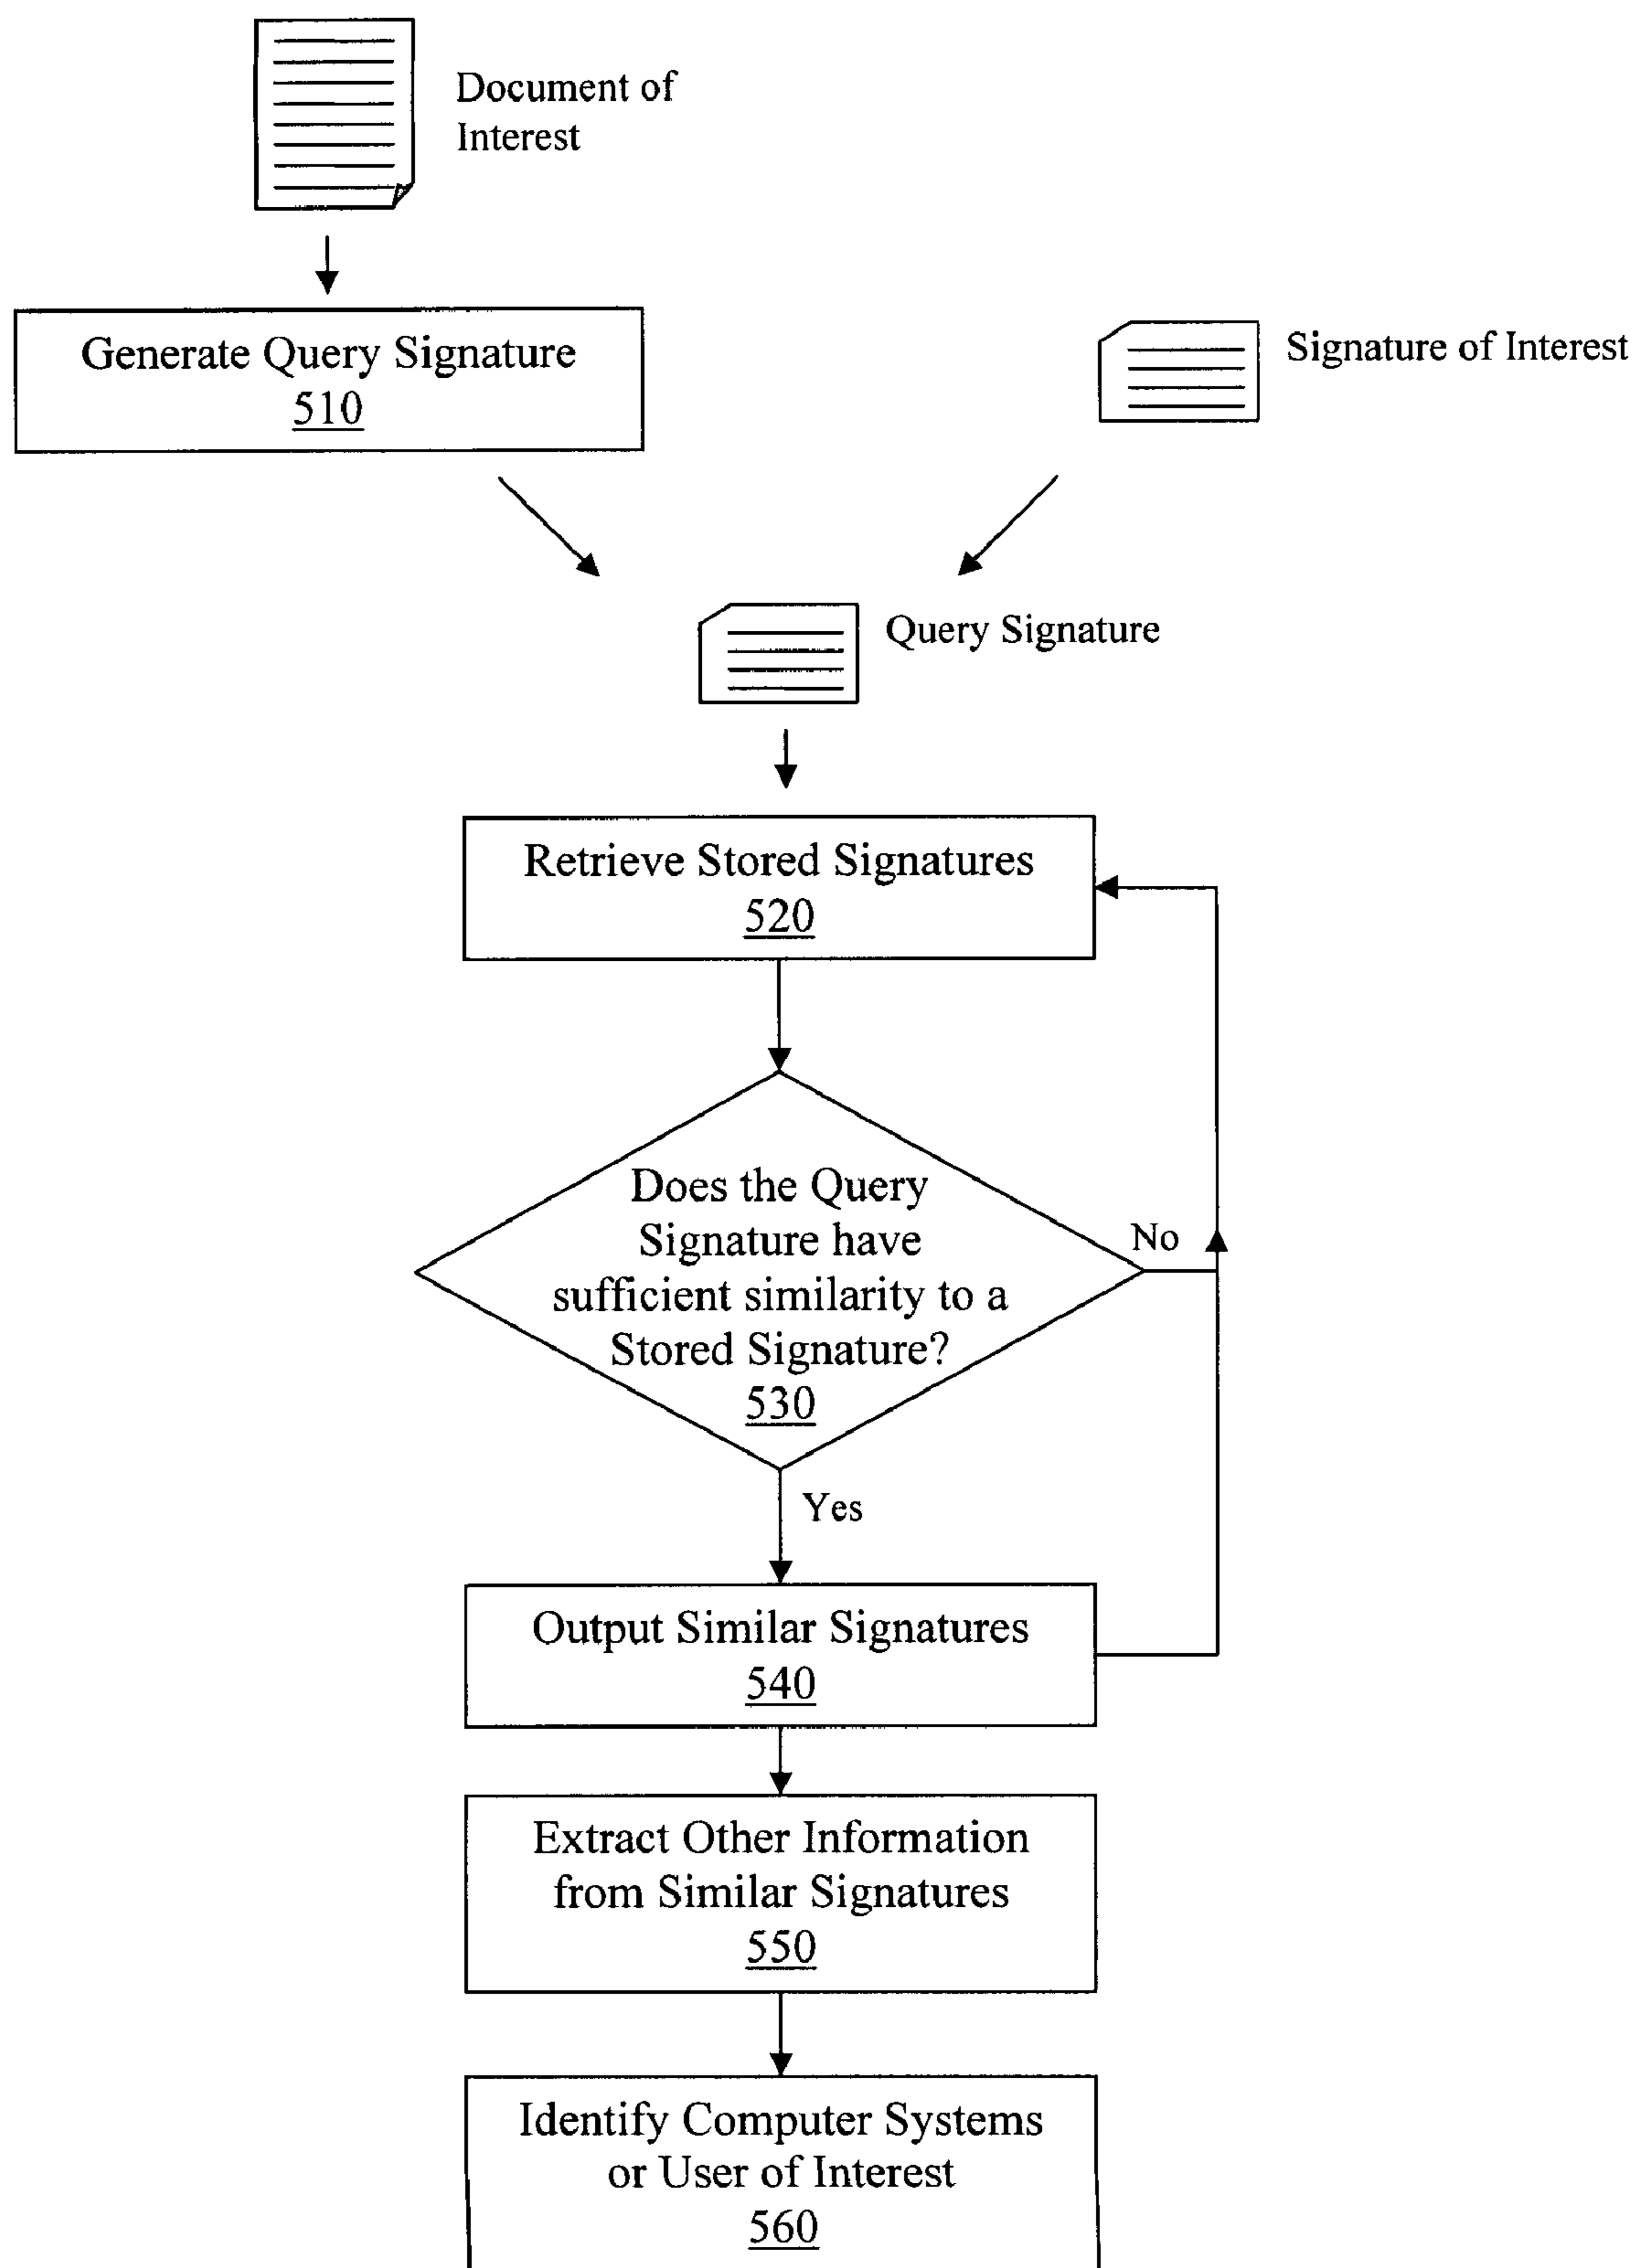 Document of
Interest
Generate Query Signature
510
Signature of Interest
Query Signature
Retrieve Stored Signatures
520
Does the Query
Signature have
sufficient similarity to a
Stored Signature?
530
No
Yes
Output Similar Signatures
540
Extract Other Information
from Similar Signatures
550
Identify Computer Systems
or User of Interest
560